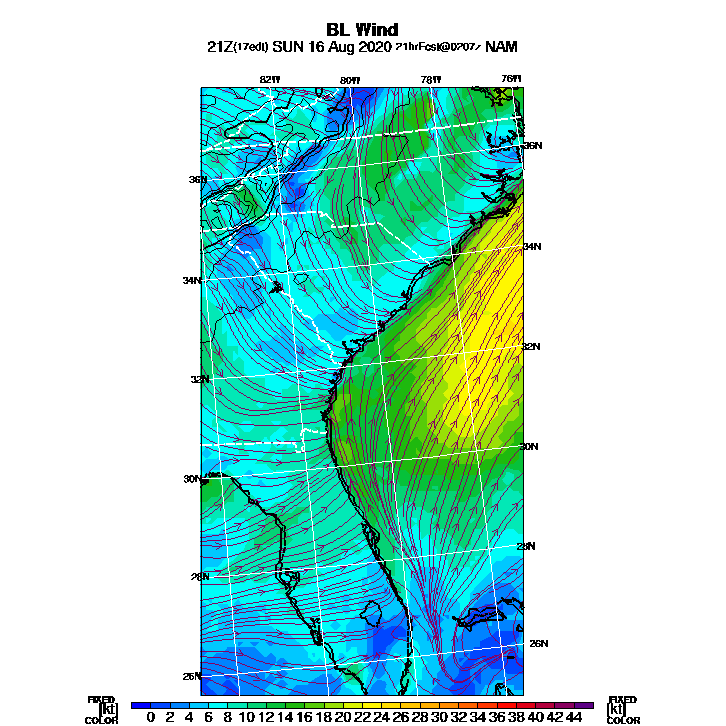 BL Wind
21Z(17edt) SUN 16 Aug 2020 21hrFcst@0207z NAM
82W 80W 78W 76W
36N
36N
34N
34N
32N
32N
30N
30N
28N
28N
26N
26N
FIXED
[kt]
COLOR
0 2 4 6 8 10 12 14 16 18 20 22 24 26 28 30 32 34 36 38 40 42 44
FIXED
[kt]
COLOR